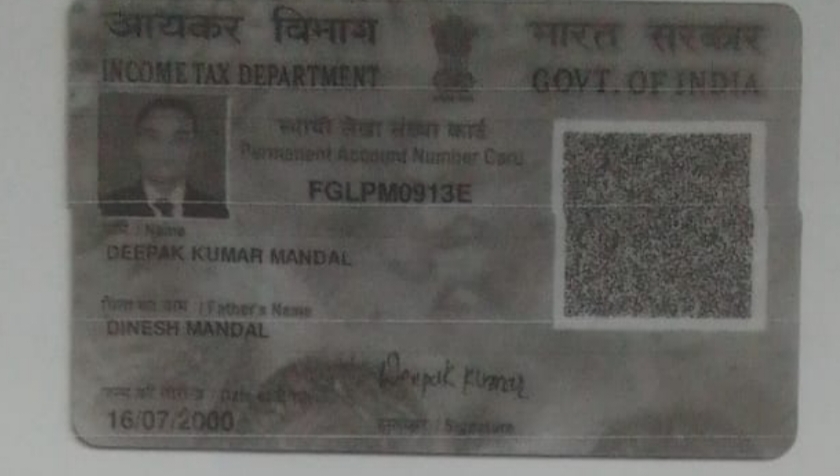 आयकर विभाग
INCOME TAX DEPARTMENT
भारत सरकार
GOVT. OF INDIA
स्थायी लेखा संख्या कार्ड
Permanent Account Number Card
FGLPM0913E
नाम / Name
DEEPAK KUMAR MANDAL
पिता का नाम / Father's Name
DINESH MANDAL
जन्म की तारीख / Date of
16/07/2000
Deepak Kumar
हस्ताक्षर / Signature